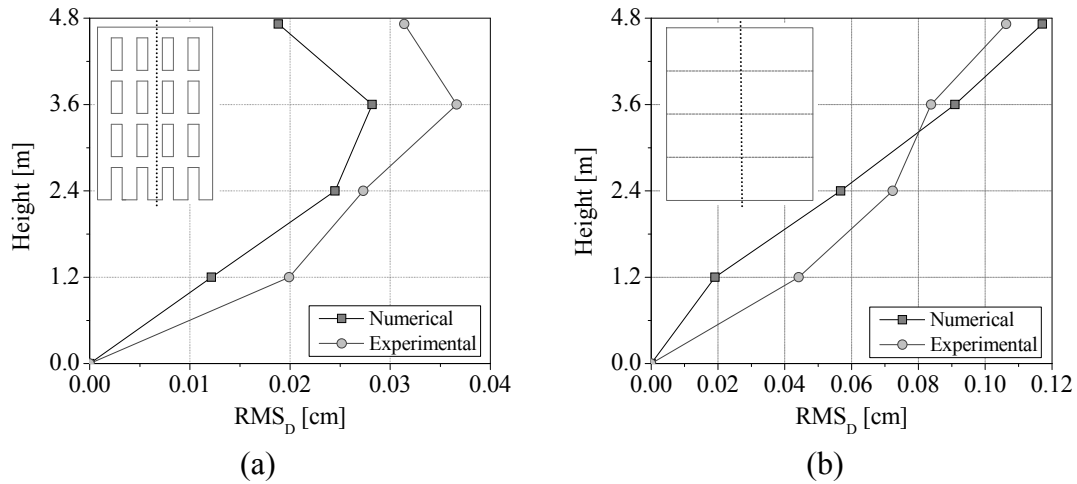 4.8
3.6
2.4
1.2
0.0
Height [m]
Numerical
Experimental
0.00 0.01 0.02 0.03 0.04
RMS_D [cm]
(a)
4.8
3.6
2.4
1.2
0.0
Height [m]
Numerical
Experimental
0.00 0.02 0.04 0.06 0.08 0.10 0.12
RMS_D [cm]
(b)